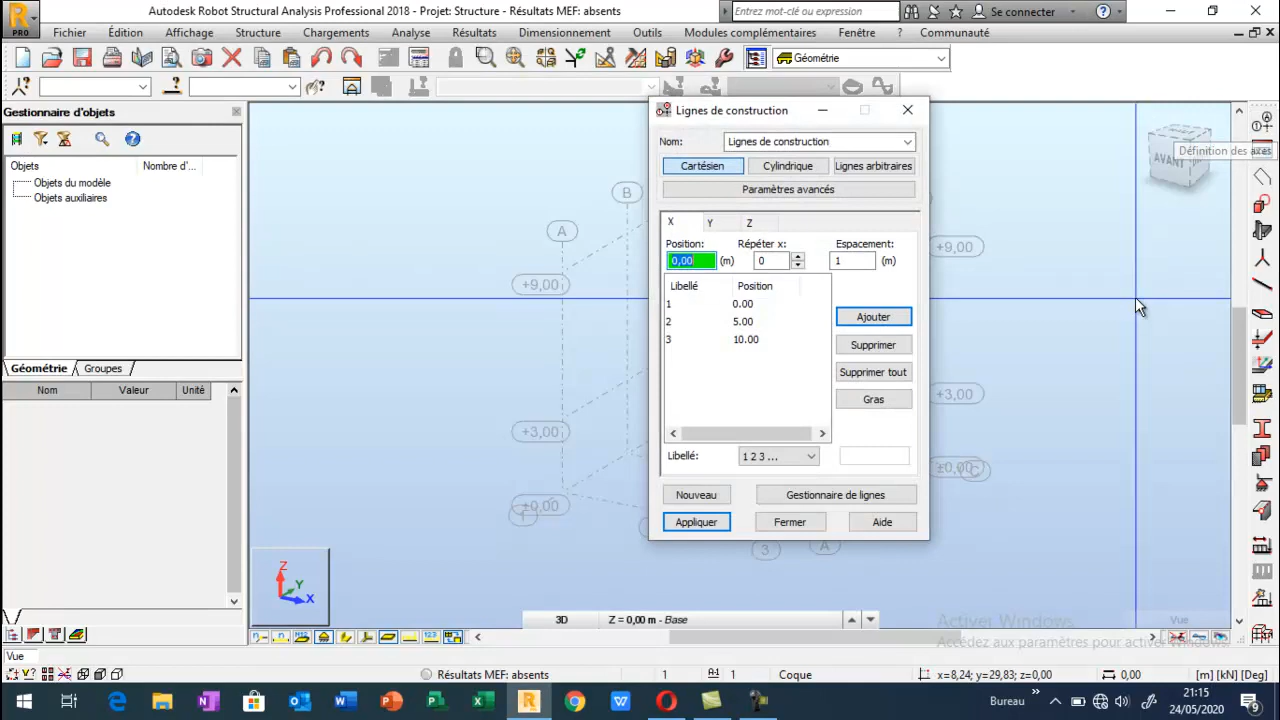 Autodesk Robot Structural Analysis Professional 2018 - Projet: Structure - Résultats MEF: absents
Entrez mot-clé ou expression
Se connecter
PRO
Fichier Édition Affichage Structure Chargements Analyse Résultats Dimensionnement Outils Modules complémentaires Fenêtre ? Communauté
Géométrie
Gestionnaire d'objets
Objets Nombre d'...
Objets du modèle
Objets auxiliaires
Géométrie Groupes
Nom Valeur Unité
Lignes de construction
Nom: Lignes de construction
Cartésien Cylindrique Lignes arbitraires
Paramètres avancés
X Y Z
Position: Répéter x: Espacement:
0,00 (m) 0 1 (m)
Libellé Position
1 0.00
2 5.00
3 10.00
Ajouter
Supprimer
Supprimer tout
Gras
Libellé: 1 2 3 ...
Nouveau Gestionnaire de lignes
Appliquer Fermer Aide
A
B
+9,00
+3,00
±0,00
+9,00
+3,00
±0,00
C
3
A
AVANT
Définition des axes
Z
Y
X
3D Z = 0,00 m - Base
Activer Windows
Accédez aux paramètres pour activer Windows.
Vue
Vue
Résultats MEF: absents 1 1 Coque x=8,24; y=29,83; z=0,00 0,00 [m] [kN] [Deg]
Bureau
21:15
24/05/2020
9